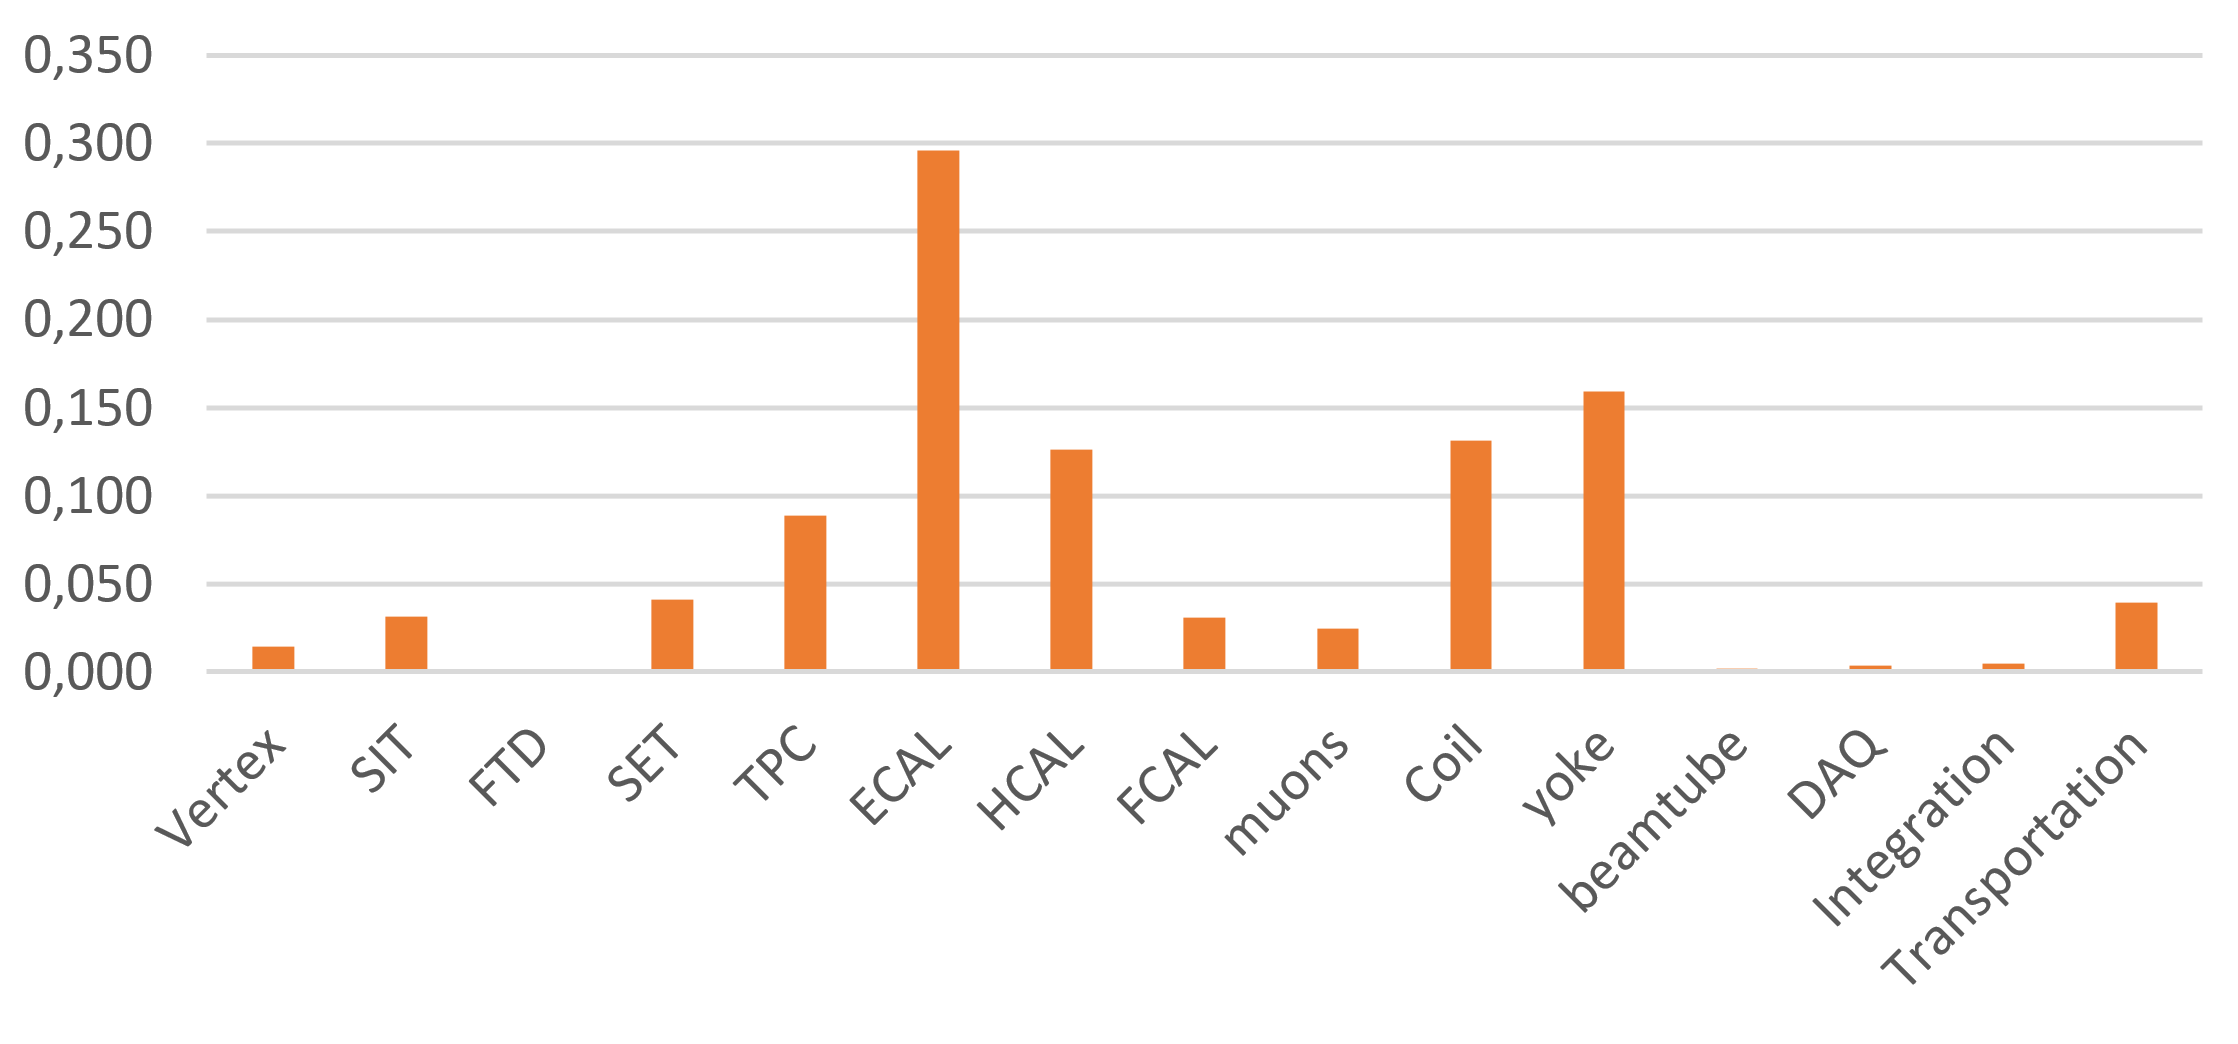 0,350
0,300
0,250
0,200
0,150
0,100
0,050
0,000
Vertex
SIT
FTD
SET
TPC
ECAL
HCAL
FCAL
muons
Coil
yoke
beamtube
DAQ
Integration
Transportation